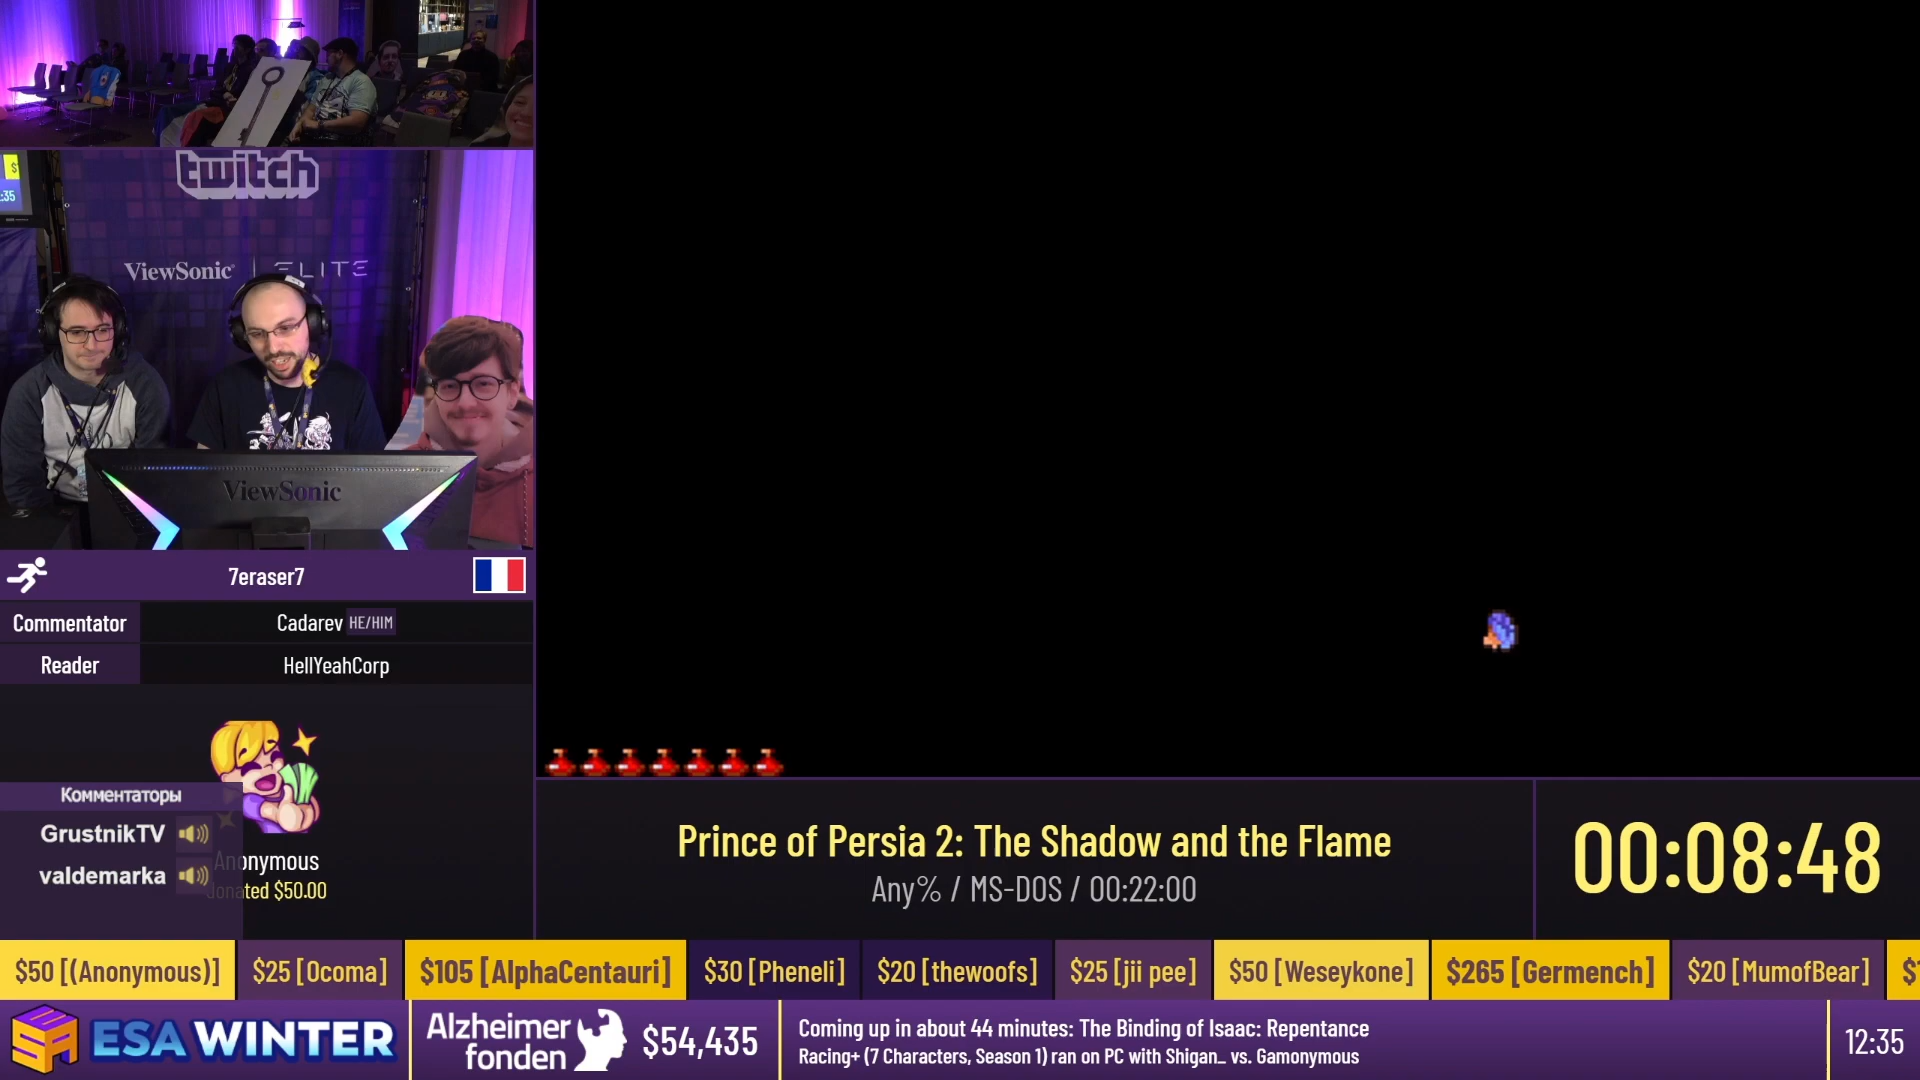 twitch
:35
ViewSonic ELITE
ViewSonic
7eraser7
Commentator
Cadarev HE/HIM
Reader
HellYeahCorp
Комментаторы
GrustnikTV
valdemarka
Anonymous
donated $50.00
Prince of Persia 2: The Shadow and the Flame
Any% / MS-DOS / 00:22:00
00:08:48
$50 [(Anonymous)]
$25 [Ocoma]
$105 [AlphaCentauri]
$30 [Pheneli]
$20 [thewoofs]
$25 [jii pee]
$50 [Weseykone]
$265 [Germench]
$20 [MumofBear]
ESA WINTER
Alzheimer
fonden
$54,435
Coming up in about 44 minutes: The Binding of Isaac: Repentance
Racing+ (7 Characters, Season 1) ran on PC with Shigan_ vs. Gamonymous
12:35